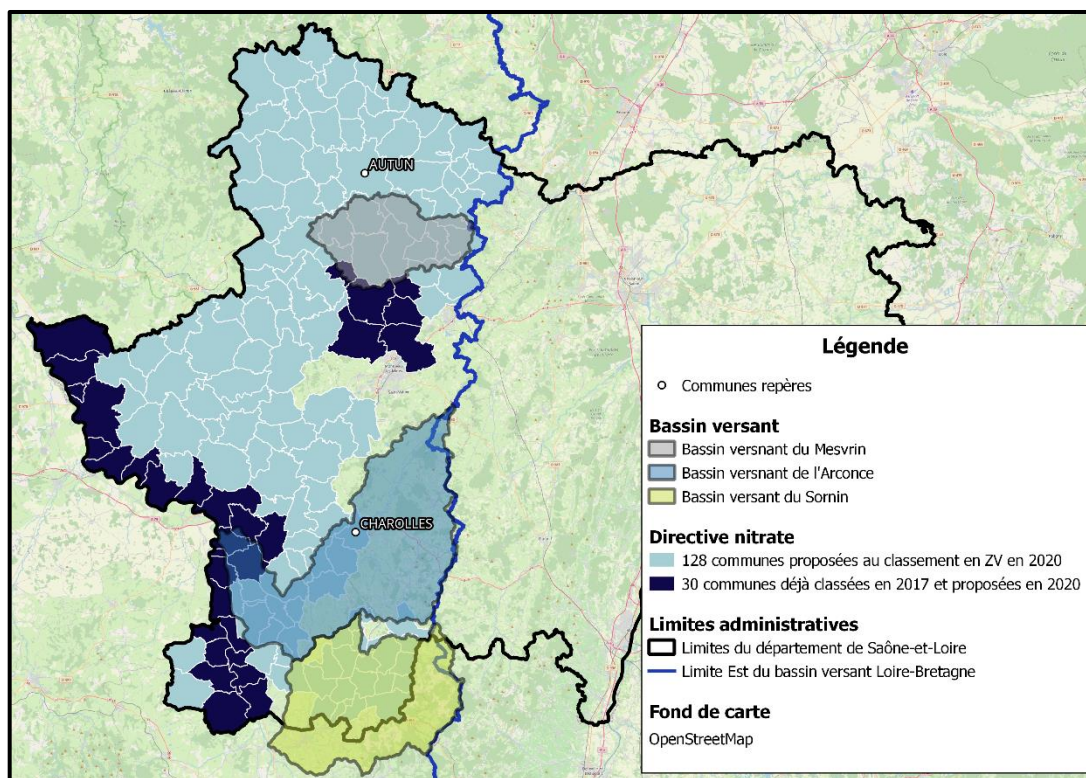 AUTUN
CHAROLLES
Légende
Communes repères
Bassin versant
Bassin versnant du Mesvrin
Bassin versnant de l'Arconce
Bassin versant du Sornin
Directive nitrate
128 communes proposées au classement en ZV en 2020
30 communes déjà classées en 2017 et proposées en 2020
Limites administratives
Limites du département de Saône-et-Loire
Limite Est du bassin versant Loire-Bretagne
Fond de carte
OpenStreetMap